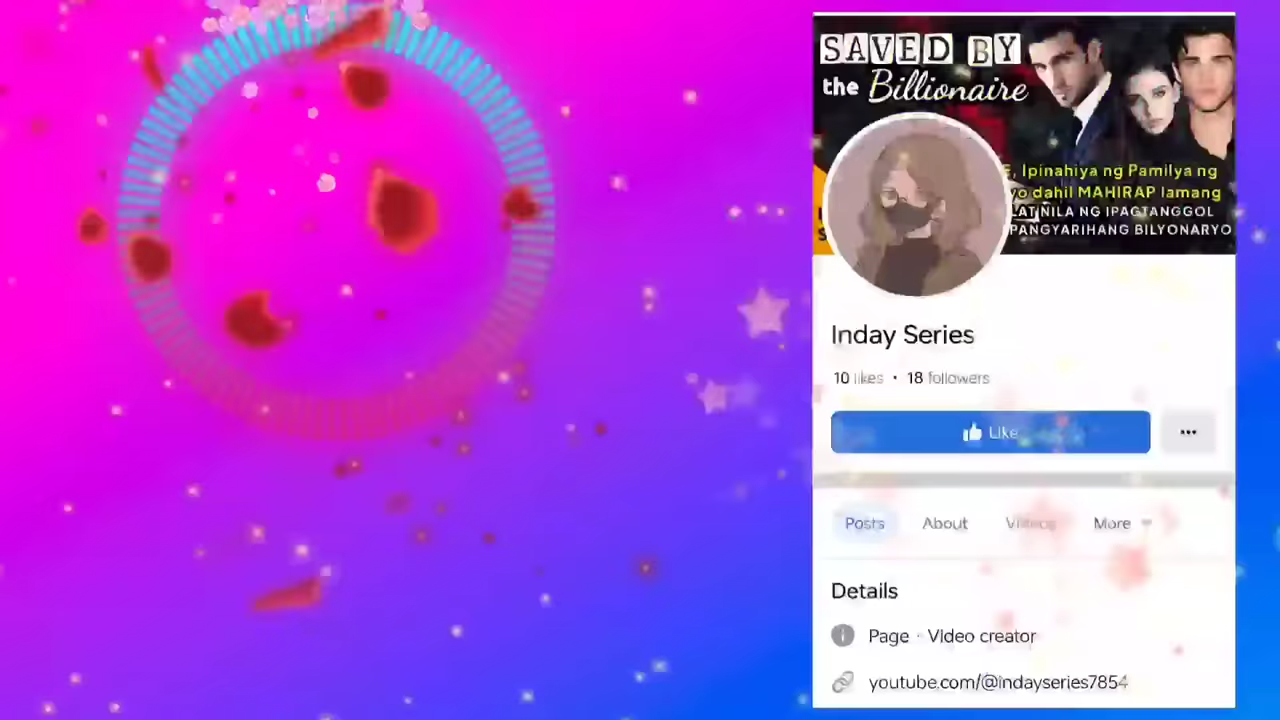 SAVED BY
the Billionaire
Ipinahiya ng Pamilya ng
dahil MAHIRAP lamang
NILA NG IPAGTANGGOL
PANGYARIHANG BILYONARYO
Inday Series
10 likes · 18 followers
Like
Posts About Videos More
Details
Page · Video creator
youtube.com/@indayseries7854